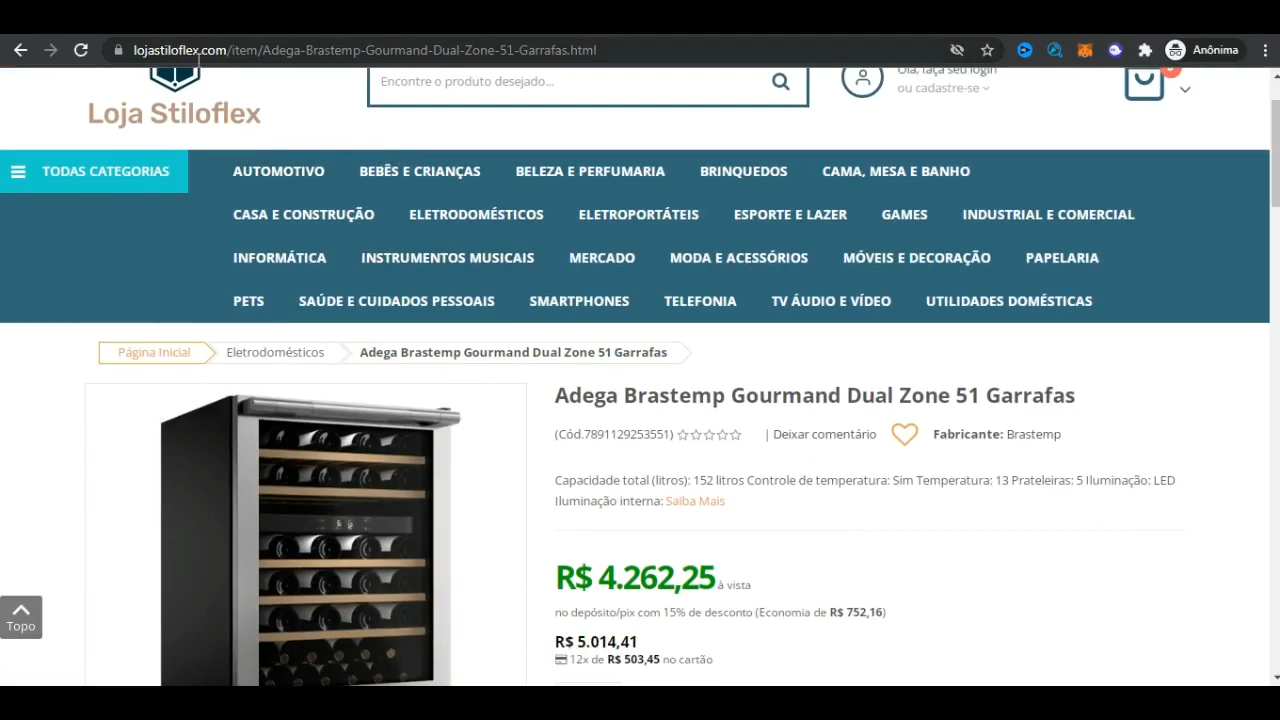 lojastiloflex.com/item/Adega-Brastemp-Gourmand-Dual-Zone-51-Garrafas.html
Anônima
Encontre o produto desejado...
Olá, faça seu login
ou cadastre-se
Loja Stiloflex
TODAS CATEGORIAS
AUTOMOTIVO BEBÊS E CRIANÇAS BELEZA E PERFUMARIA BRINQUEDOS CAMA, MESA E BANHO
CASA E CONSTRUÇÃO ELETRODOMÉSTICOS ELETROPORTÁTEIS ESPORTE E LAZER GAMES INDUSTRIAL E COMERCIAL
INFORMÁTICA INSTRUMENTOS MUSICAIS MERCADO MODA E ACESSÓRIOS MÓVEIS E DECORAÇÃO PAPELARIA
PETS SAÚDE E CUIDADOS PESSOAIS SMARTPHONES TELEFONIA TV ÁUDIO E VÍDEO UTILIDADES DOMÉSTICAS
Página Inicial Eletrodomésticos Adega Brastemp Gourmand Dual Zone 51 Garrafas
Adega Brastemp Gourmand Dual Zone 51 Garrafas
(Cód.7891129253551) | Deixar comentário Fabricante: Brastemp
Capacidade total (litros): 152 litros Controle de temperatura: Sim Temperatura: 13 Prateleiras: 5 Iluminação: LED
Iluminação interna: Saiba Mais
R$ 4.262,25 à vista
no depósito/pix com 15% de desconto (Economia de R$ 752,16)
R$ 5.014,41
12x de R$ 503,45 no cartão
Topo